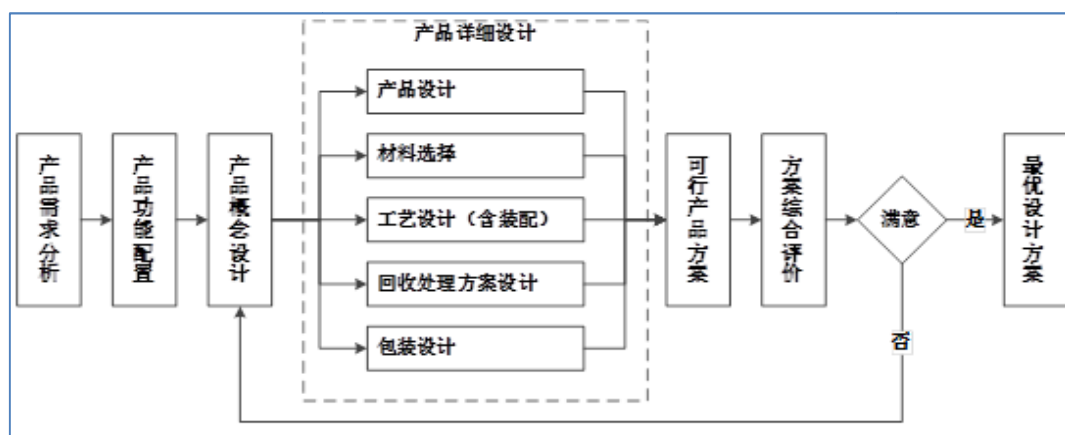 产品详细设计
产品设计
材料选择
工艺设计（含装配）
回收处理方案设计
包装设计
产品需求分析
产品功能配置
产品概念设计
可行产品方案
方案综合评价
满意
是
否
最优设计方案